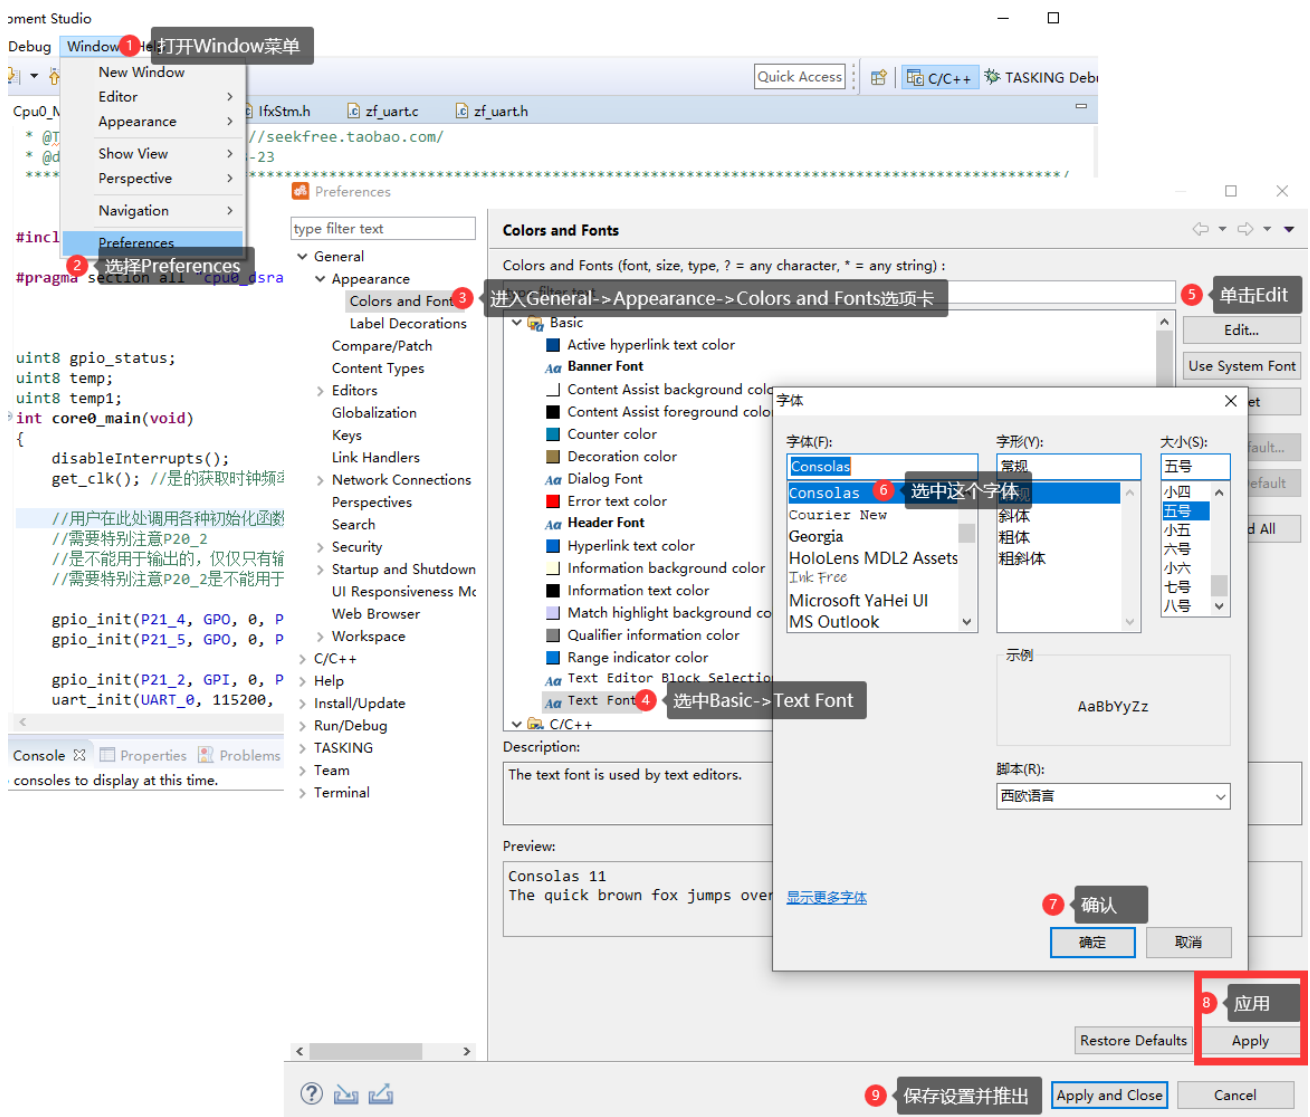 opment Studio
Debug Window Help
1 打开Window菜单
New Window
Editor
Appearance
Show View
Perspective
Navigation
Preferences
2 选择Preferences
Quick Access
C/C++
TASKING Debu
Cpu0_M
IfxStm.h
zf_uart.c
zf_uart.h
* @T //seekfree.taobao.com/
* @d -23
#incl
#pragma section all "cpu0_dsra
uint8 gpio_status;
uint8 temp;
uint8 temp1;
int core0_main(void)
{
disableInterrupts();
get_clk(); //是的获取时钟频率
//用户在此处调用各种初始化函数
//需要特别注意P20_2
//是不能用于输出的，仅仅只有输
//需要特别注意P20_2是不能用于
gpio_init(P21_4, GPO, 0, P
gpio_init(P21_5, GPO, 0, P
gpio_init(P21_2, GPI, 0, P
uart_init(UART_0, 115200,
Console
Properties
Problems
consoles to display at this time.
Preferences
type filter text
General
Appearance
Colors and Font
Label Decorations
Compare/Patch
Content Types
Editors
Globalization
Keys
Link Handlers
Network Connections
Perspectives
Search
Security
Startup and Shutdown
UI Responsiveness Mc
Web Browser
Workspace
C/C++
Help
Install/Update
Run/Debug
TASKING
Team
Terminal
Colors and Fonts
Colors and Fonts (font, size, type, ? = any character, * = any string) :
type filter text
3 进入General->Appearance->Colors and Fonts选项卡
5 单击Edit
Basic
Active hyperlink text color
Banner Font
Content Assist background colo
Content Assist foreground colo
Counter color
Decoration color
Dialog Font
Error text color
Header Font
Hyperlink text color
Information background color
Information text color
Match highlight background co
Qualifier information color
Range indicator color
Text Editor Block Selectio
Text Font
4 选中Basic->Text Font
C/C++
Edit...
Use System Font
et
fault...
efault
d All
Description:
The text font is used by text editors.
Preview:
Consolas 11
The quick brown fox jumps over
字体
字体(F):
Consolas
Consolas
6 选中这个字体
Courier New
Georgia
HoloLens MDL2 Assets
Ink Free
Microsoft YaHei UI
MS Outlook
字形(Y):
常规
常规
斜体
粗体
粗斜体
大小(S):
五号
小四
五号
小五
六号
小六
七号
八号
示例
AaBbYyZz
脚本(R):
西欧语言
显示更多字体
7 确认
确定
取消
8 应用
Restore Defaults
Apply
9 保存设置并推出
Apply and Close
Cancel